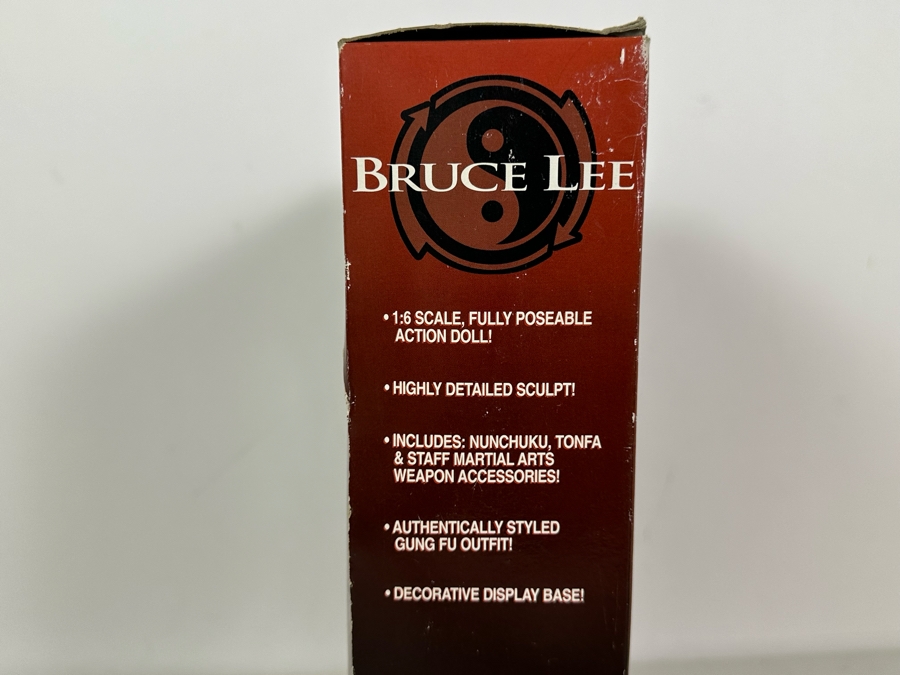 BRUCE LEE
• 1:6 SCALE, FULLY POSEABLE
ACTION DOLL!
• HIGHLY DETAILED SCULPT!
• INCLUDES: NUNCHUKU, TONFA
& STAFF MARTIAL ARTS
WEAPON ACCESSORIES!
• AUTHENTICALLY STYLED
GUNG FU OUTFIT!
• DECORATIVE DISPLAY BASE!